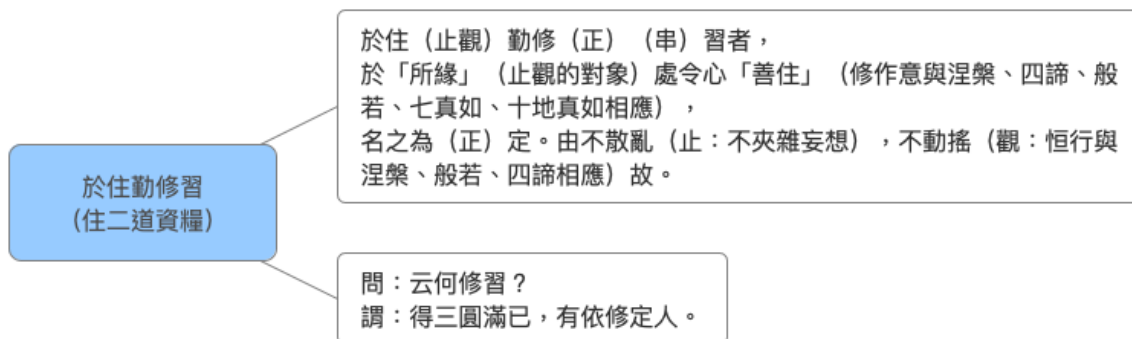 於住（止觀）勤修（正）（串）習者，
於「所緣」（止觀的對象）處令心「善住」（修作意與涅槃、四諦、般
若、七真如、十地真如相應），
名之為（正）定。由不散亂（止：不夾雜妄想），不動搖（觀：恒行與
涅槃、般若、四諦相應）故。
於住勤修習
（住二道資糧）
問：云何修習？
謂：得三圓滿已，有依修定人。